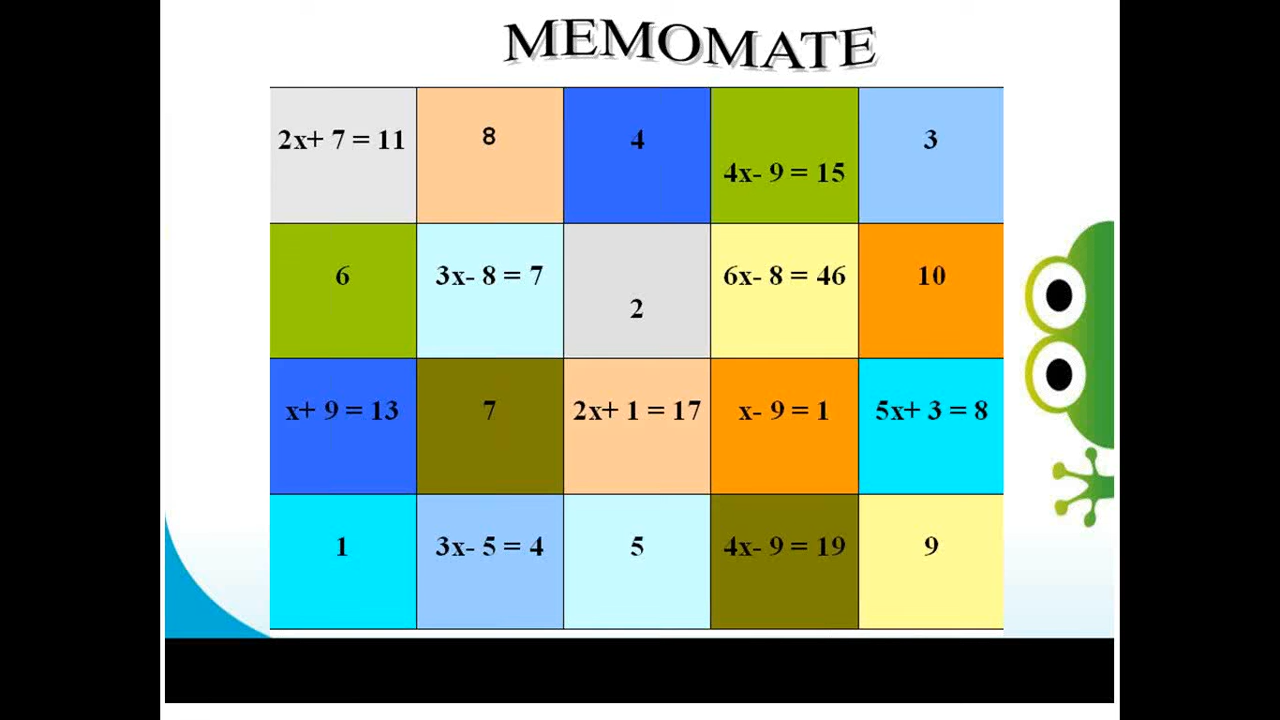 MEMOMATE
2x+ 7 = 11
8
4
4x- 9 = 15
3
6
3x- 8 = 7
2
6x- 8 = 46
10
x+ 9 = 13
7
2x+ 1 = 17
x- 9 = 1
5x+ 3 = 8
1
3x- 5 = 4
5
4x- 9 = 19
9